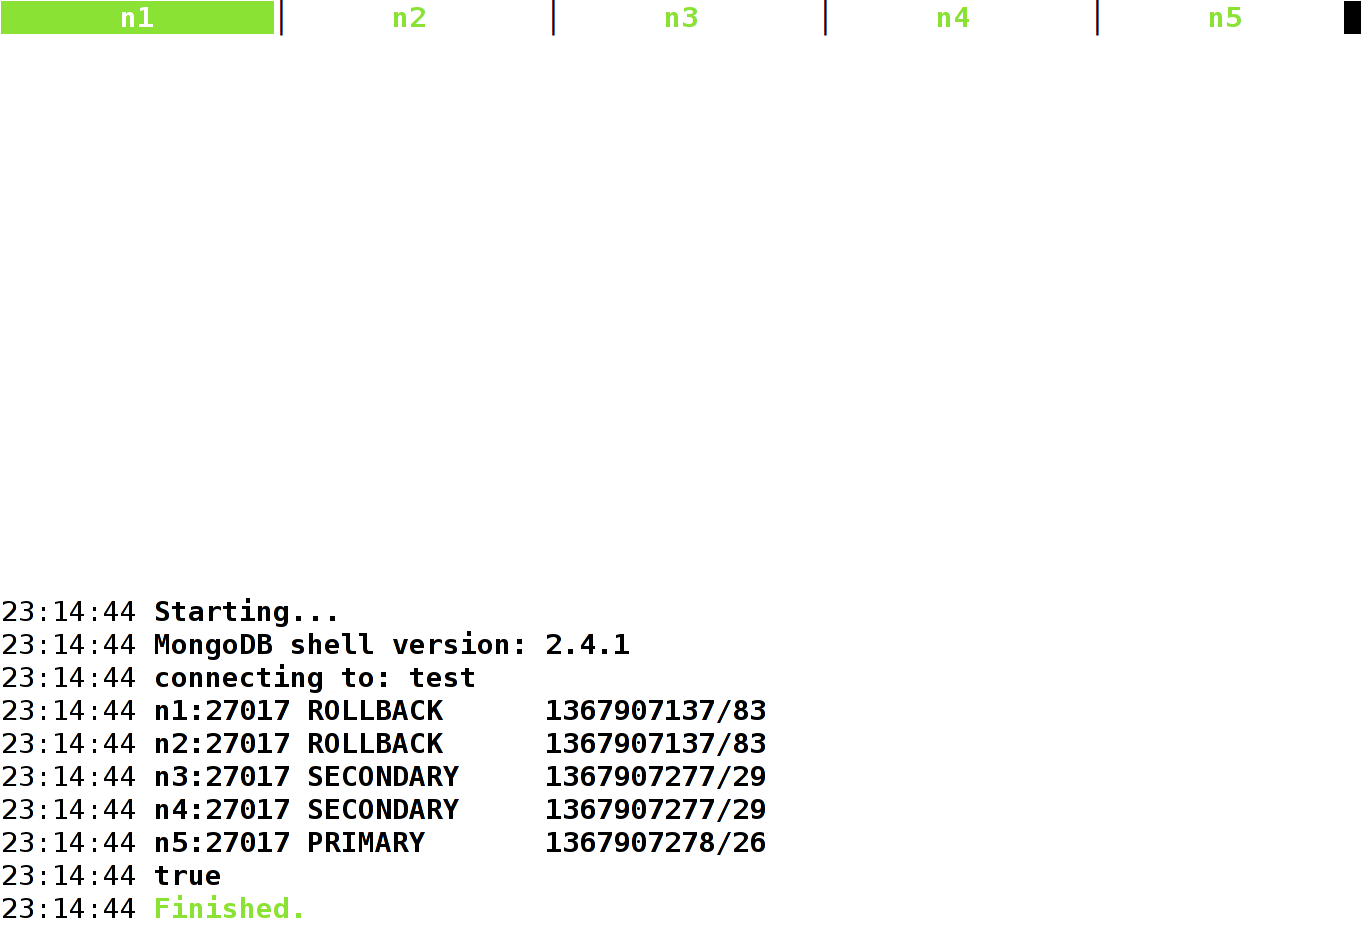 n1 | n2 | n3 | n4 | n5
23:14:44 Starting...
23:14:44 MongoDB shell version: 2.4.1
23:14:44 connecting to: test
23:14:44 n1:27017 ROLLBACK      1367907137/83
23:14:44 n2:27017 ROLLBACK      1367907137/83
23:14:44 n3:27017 SECONDARY     1367907277/29
23:14:44 n4:27017 SECONDARY     1367907277/29
23:14:44 n5:27017 PRIMARY       1367907278/26
23:14:44 true
23:14:44 Finished.